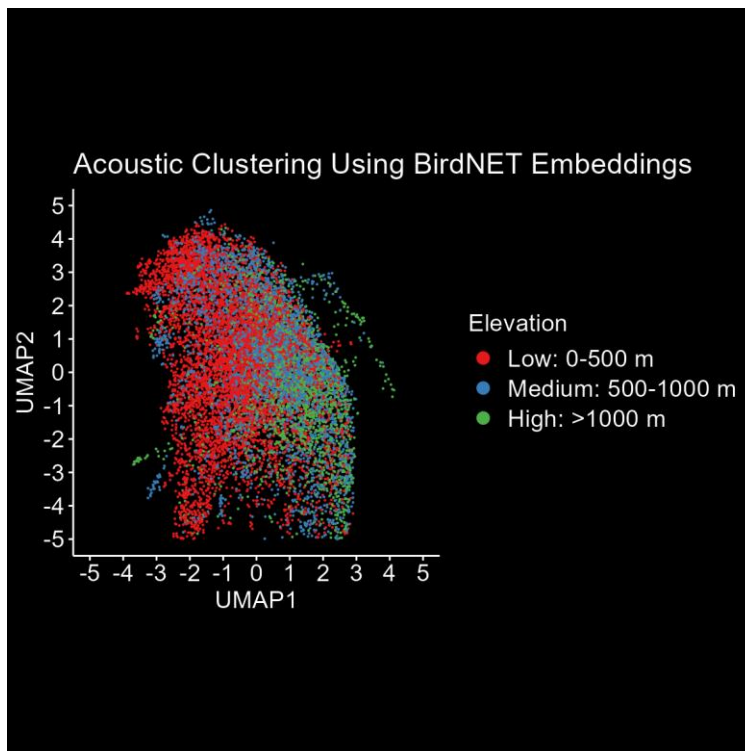 Acoustic Clustering Using BirdNET Embeddings
5
4
3
2
1
0
-1
-2
-3
-4
-5
UMAP2
-5 -4 -3 -2 -1 0 1 2 3 4 5
UMAP1
Elevation
Low: 0-500 m
Medium: 500-1000 m
High: >1000 m